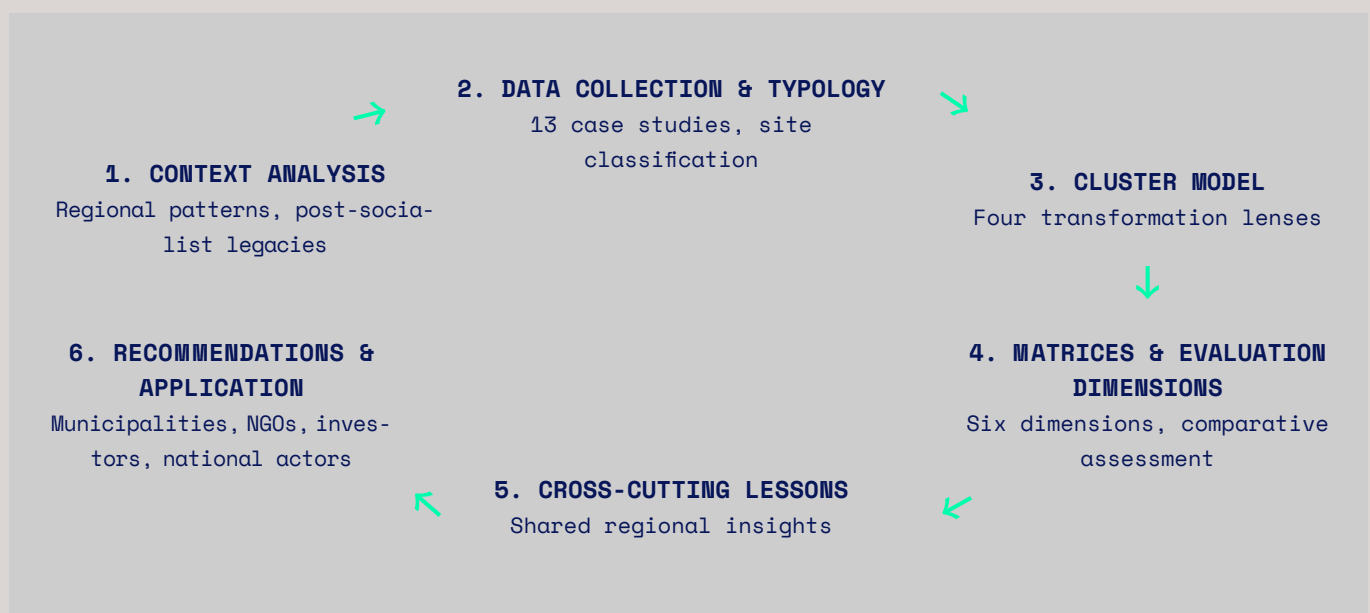 1. CONTEXT ANALYSIS
Regional patterns, post-socia-
list legacies
2. DATA COLLECTION & TYPOLOGY
13 case studies, site
classification
3. CLUSTER MODEL
Four transformation lenses
4. MATRICES & EVALUATION
DIMENSIONS
Six dimensions, comparative
assessment
5. CROSS-CUTTING LESSONS
Shared regional insights
6. RECOMMENDATIONS &
APPLICATION
Municipalities, NGOs, inves-
tors, national actors